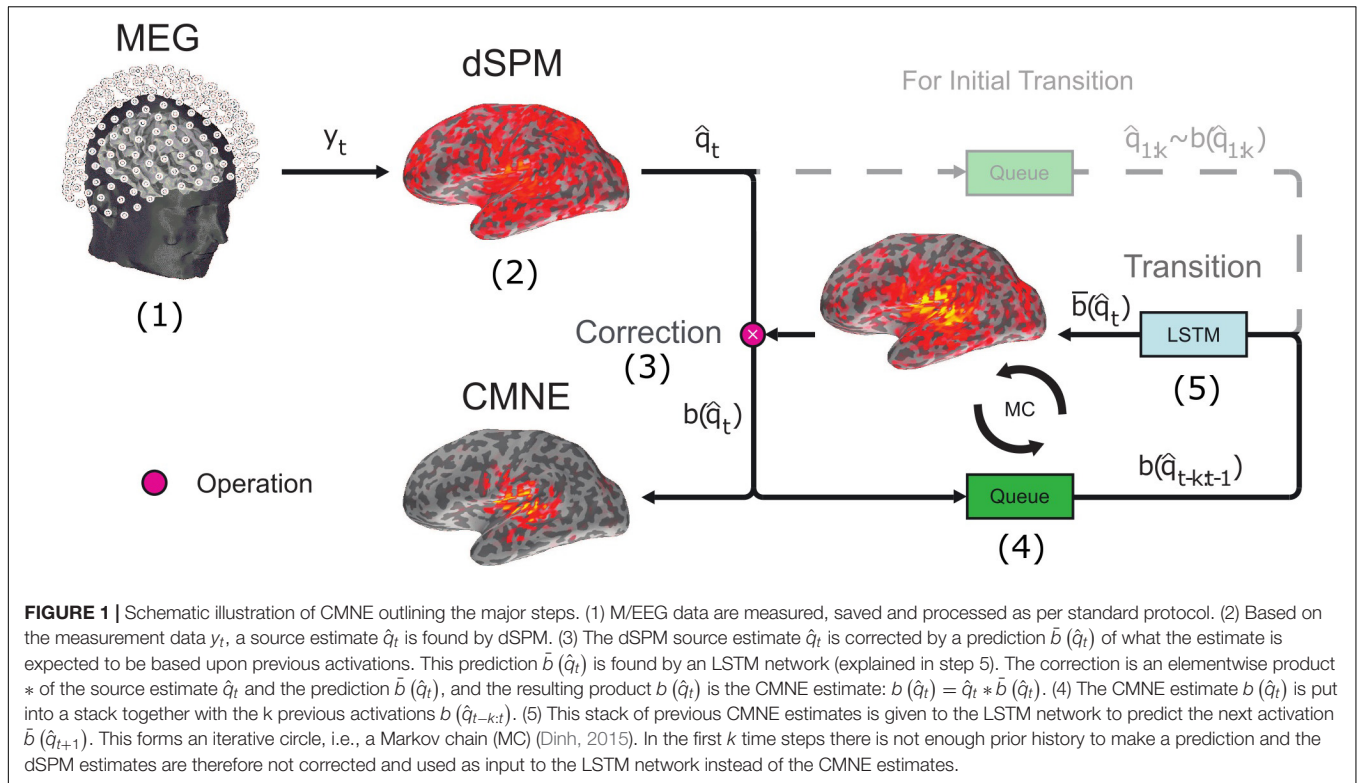 MEG
dSPM
For Initial Transition
y_t
q̂_t
Queue
q̂_{1:k}~b(q̂_{1:k})
(1)
(2)
Transition
b̄(q̂_t)
LSTM
Correction
(3)
(5)
CMNE
b(q̂_t)
MC
b(q̂_{t-k:t-1})
Operation
Queue
(4)
FIGURE 1 | Schematic illustration of CMNE outlining the major steps. (1) M/EEG data are measured, saved and processed as per standard protocol. (2) Based on
the measurement data y_t, a source estimate q̂_t is found by dSPM. (3) The dSPM source estimate q̂_t is corrected by a prediction b̄ (q̂_t) of what the estimate is
expected to be based upon previous activations. This prediction b̄ (q̂_t) is found by an LSTM network (explained in step 5). The correction is an elementwise product
* of the source estimate q̂_t and the prediction b̄ (q̂_t), and the resulting product b (q̂_t) is the CMNE estimate: b (q̂_t) = q̂_t * b̄ (q̂_t). (4) The CMNE estimate b (q̂_t) is put
into a stack together with the k previous activations b (q̂_{t-k:t}). (5) This stack of previous CMNE estimates is given to the LSTM network to predict the next activation
b̄ (q̂_{t+1}). This forms an iterative circle, i.e., a Markov chain (MC) (Dinh, 2015). In the first k time steps there is not enough prior history to make a prediction and the
dSPM estimates are therefore not corrected and used as input to the LSTM network instead of the CMNE estimates.